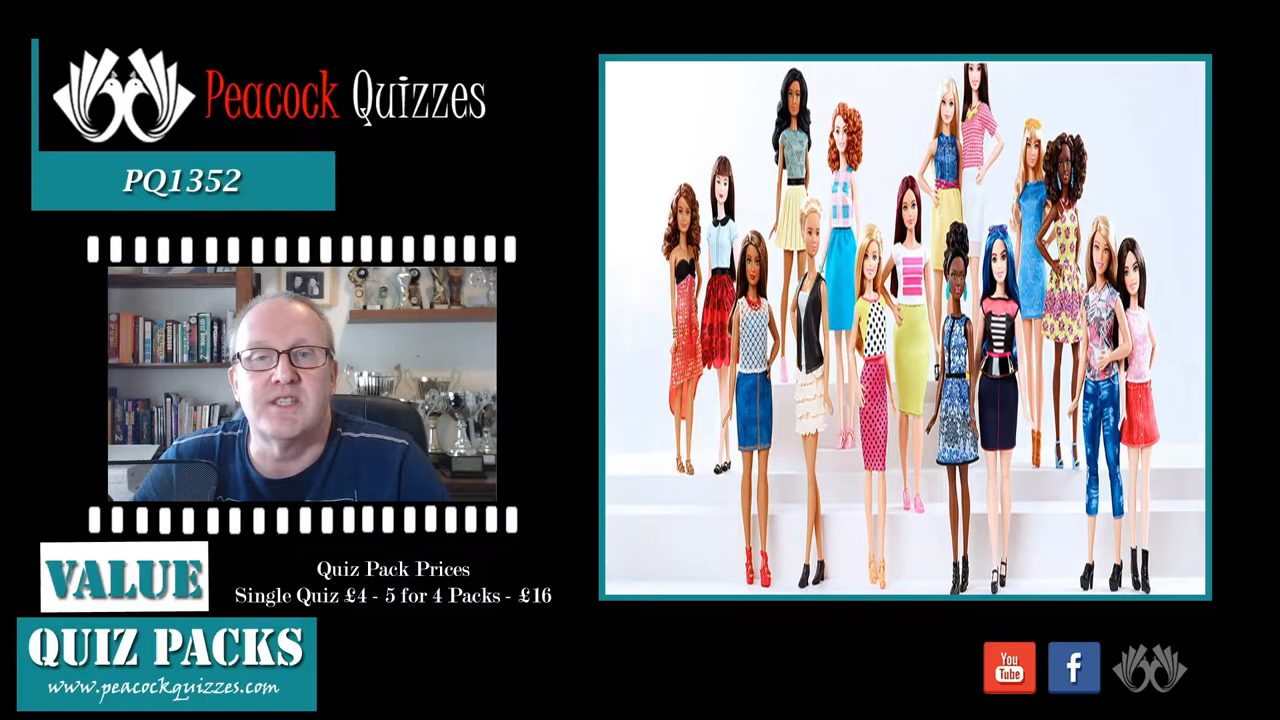 Peacock Quizzes
PQ1352
VALUE
Quiz Pack Prices
Single Quiz £4 - 5 for 4 Packs - £16
QUIZ PACKS
www.peacockquizzes.com
You
Tube
f